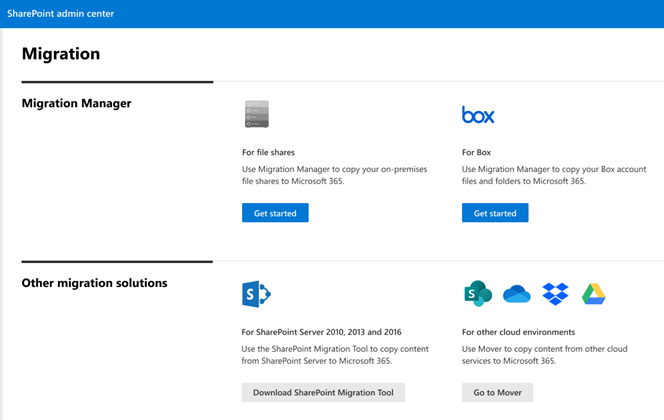 SharePoint admin center
Migration
Migration Manager
box
For file shares
Use Migration Manager to copy your on-premises
file shares to Microsoft 365.
Get started
For Box
Use Migration Manager to copy your Box account
files and folders to Microsoft 365.
Get started
Other migration solutions
S
S
For SharePoint Server 2010, 2013 and 2016
Use the SharePoint Migration Tool to copy content
from SharePoint Server to Microsoft 365.
Download SharePoint Migration Tool
For other cloud environments
Use Mover to copy content from other cloud
services to Microsoft 365.
Go to Mover